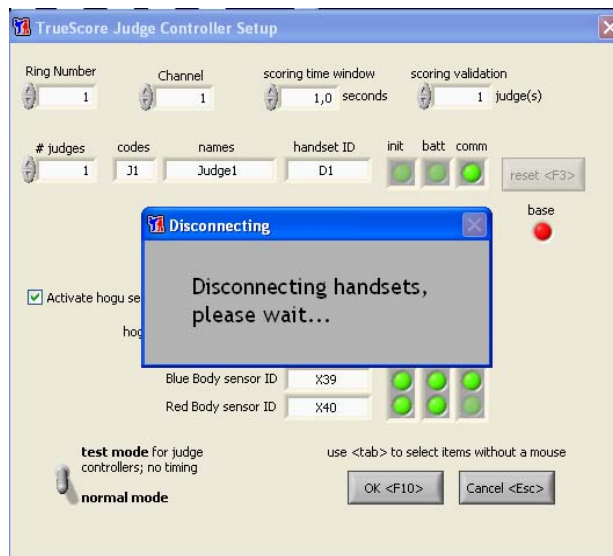 TrueScore Judge Controller Setup
Ring Number Channel scoring time window scoring validation
1 1 1,0 seconds 1 judge(s)
# judges codes names handset ID init batt comm
1 J1 Judge1 D1 reset <F3>
base
Disconnecting
Disconnecting handsets,
please wait...
Activate hogu se
hog
Blue Body sensor ID X39
Red Body sensor ID X40
test mode for judge
controllers; no timing
normal mode
use <tab> to select items without a mouse
OK <F10> Cancel <Esc>